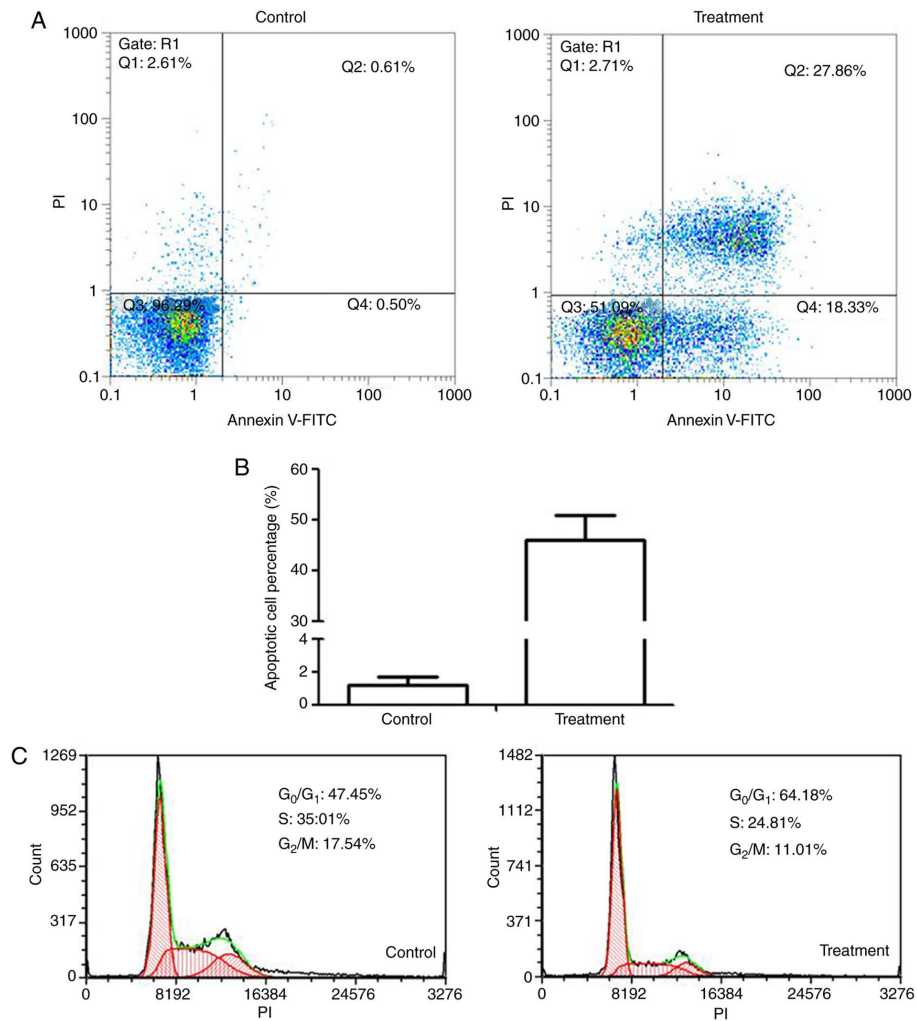 A
Control
Treatment
Gate: R1
Q1: 2.61%
Q2: 0.61%
Q3: 96.29%
Q4: 0.50%
1000
100
10
1
0.1
PI
0.1
1
10
100
1000
Annexin V-FITC
Gate: R1
Q1: 2.71%
Q2: 27.86%
Q3: 51.09%
Q4: 18.33%
1000
100
10
1
0.1
PI
0.1
1
10
100
1000
Annexin V-FITC
B
Apoptotic cell percentage (%)
60
50
40
30
4
2
0
Control
Treatment
C
1269
952
635
317
0
Count
G0/G1: 47.45%
S: 35:01%
G2/M: 17.54%
Control
0
8192
16384
24576
3276
PI
1482
1112
741
371
0
Count
G0/G1: 64.18%
S: 24.81%
G2/M: 11.01%
Treatment
0
8192
16384
24576
3276
PI